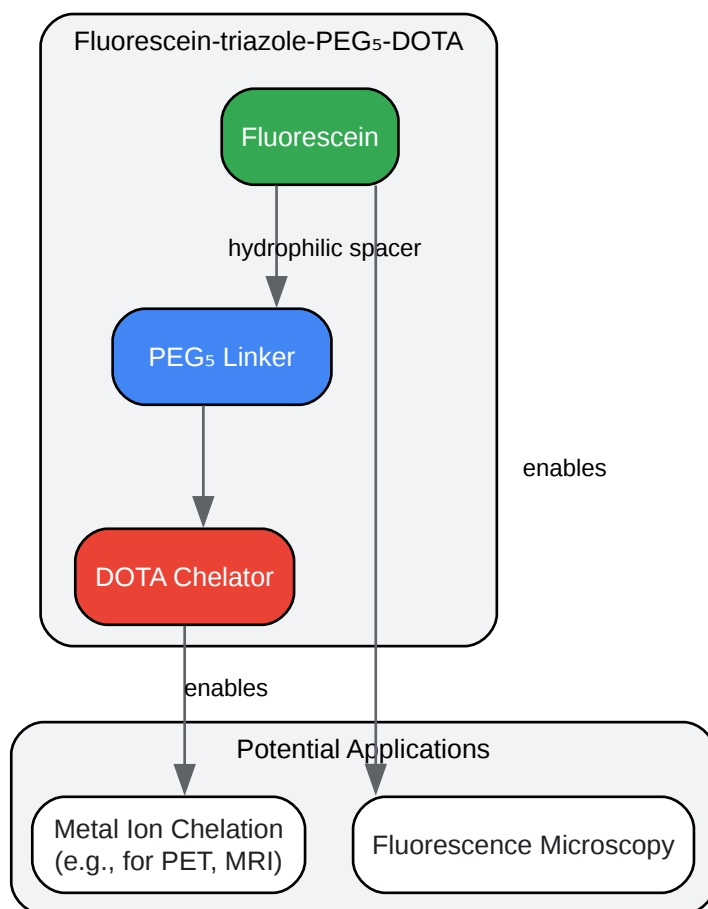 Fluorescein-triazole-PEG₅-DOTA
Fluorescein
hydrophilic spacer
PEG₅ Linker
enables
DOTA Chelator
enables
Potential Applications
Metal Ion Chelation
(e.g., for PET, MRI)
Fluorescence Microscopy